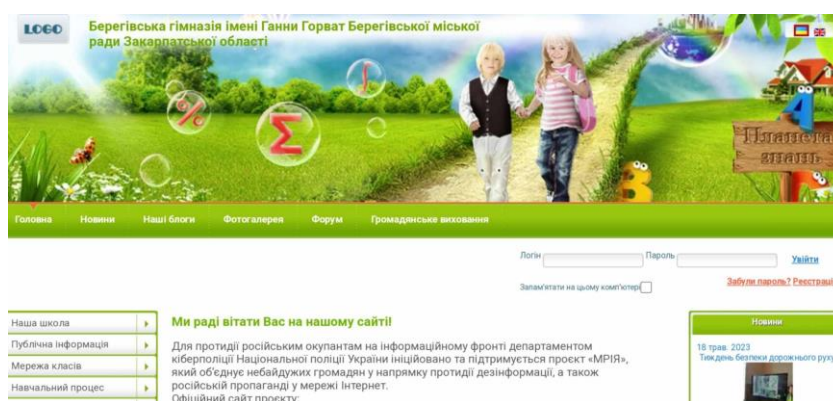 LOGO
Берегівська гімназія імені Ганни Горват Берегівської міської
ради Закарпатської області
Планета
знань
Головна
Новини
Наші блоги
Фотогалерея
Форум
Громадянське виховання
Логін
Пароль
Увійти
Запам'ятати на цьому комп'ютері
Забули пароль? Реєстраці
Наша школа
Публічна інформація
Мережа класів
Навчальний процес
Ми раді вітати Вас на нашому сайті!
Для протидії російським окупантам на інформаційному фронті департаментом
кіберполіції Національної поліції України ініційовано та підтримується проєкт «МРІЯ»,
який об'єднує небайдужих громадян у напрямку протидії дезінформації, а також
російській пропаганді у мережі Інтернет.
Офіційний сайт проєкту:
Новини
18 трав. 2023
Тиждень безпеки дорожнього руху